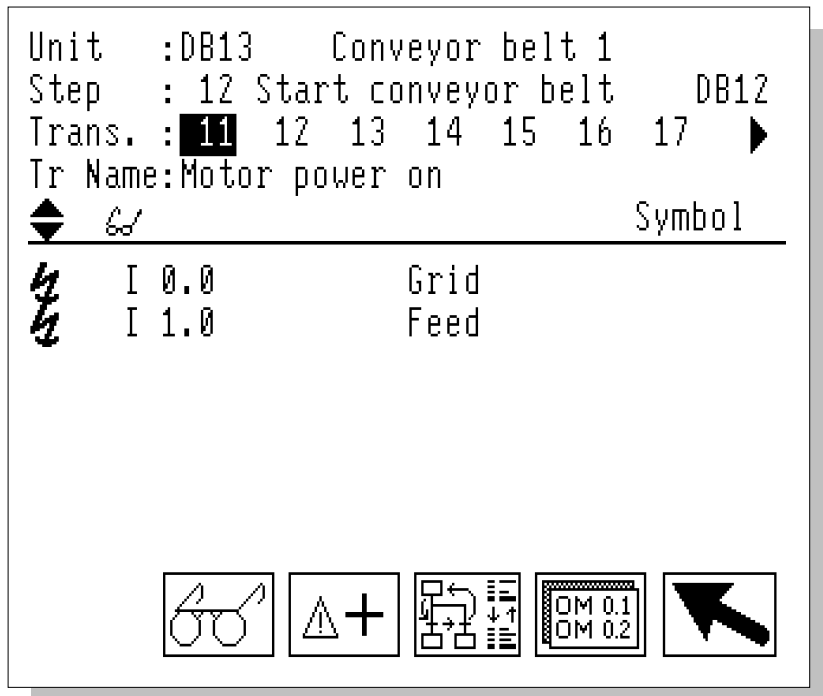 Unit :DB13 Conveyor belt 1
Step : 12 Start conveyor belt DB12
Trans. : 11 12 13 14 15 16 17
Tr Name:Motor power on
Symbol
I 0.0 Grid
I 1.0 Feed
OM 0.1
OM 0.2